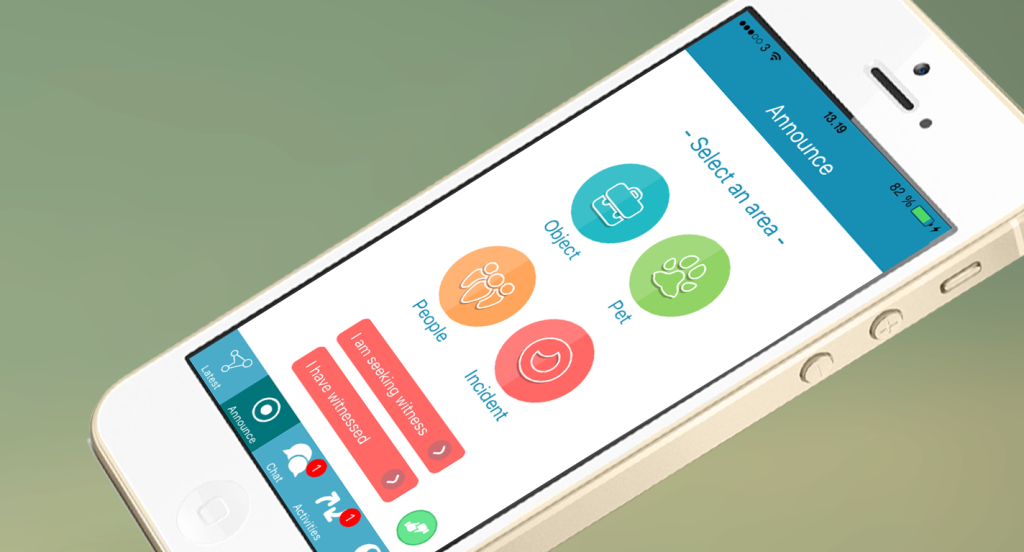 3
13.19
82 %
Announce
- Select an area -
Object
Pet
People
Incident
I am seeking witness
I have witnessed
Latest
Announce
Chat
1
Activities
1